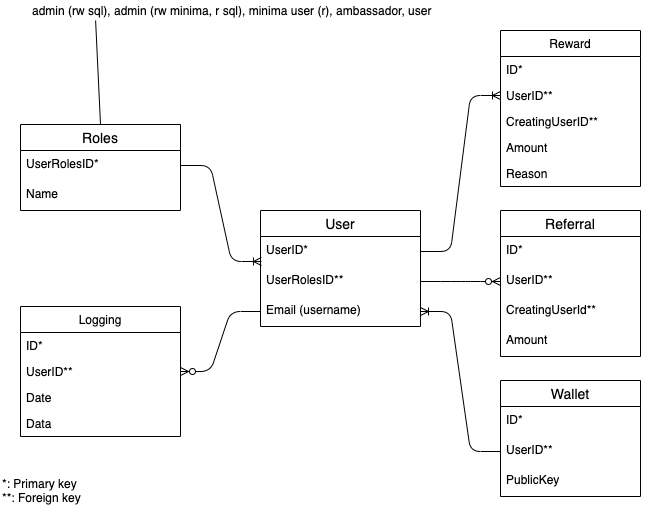 admin (rw sql), admin (rw minima, r sql), minima user (r), ambassador, user
Roles
UserRolesID*
Name
Logging
ID*
UserID**
Date
Data
User
UserID*
UserRolesID**
Email (username)
Reward
ID*
UserID**
CreatingUserID**
Amount
Reason
Referral
ID*
UserID**
CreatingUserId**
Amount
Wallet
ID*
UserID**
PublicKey
*: Primary key
**: Foreign key